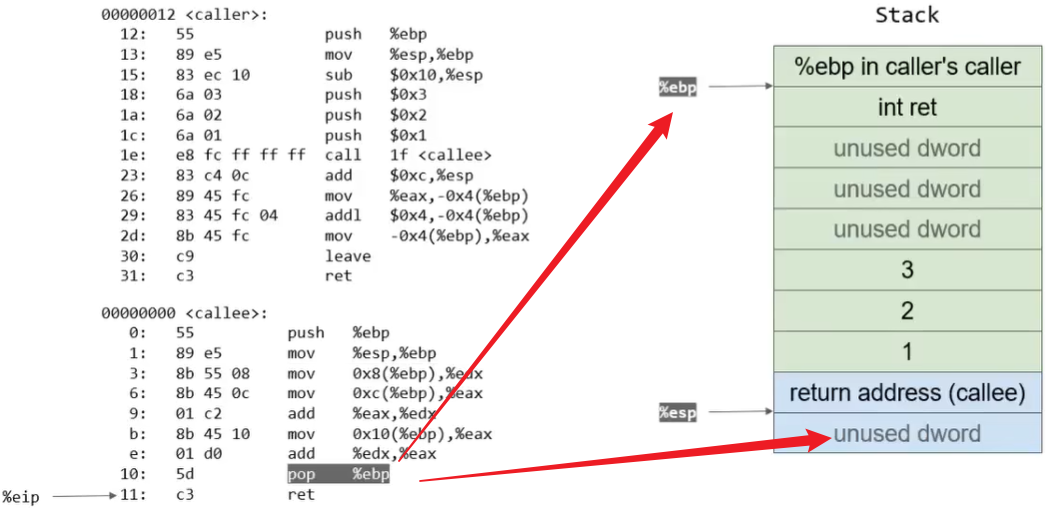 00000012 <caller>:
12: 55 push %ebp
13: 89 e5 mov %esp,%ebp
15: 83 ec 10 sub $0x10,%esp
18: 6a 03 push $0x3
1a: 6a 02 push $0x2
1c: 6a 01 push $0x1
1e: e8 fc ff ff ff call 1f <callee>
23: 83 c4 0c add $0xc,%esp
26: 89 45 fc mov %eax,-0x4(%ebp)
29: 83 45 fc 04 addl $0x4,-0x4(%ebp)
2d: 8b 45 fc mov -0x4(%ebp),%eax
30: c9 leave
31: c3 ret
00000000 <callee>:
0: 55 push %ebp
1: 89 e5 mov %esp,%ebp
3: 8b 55 08 mov 0x8(%ebp),%edx
6: 8b 45 0c mov 0xc(%ebp),%eax
9: 01 c2 add %eax,%edx
b: 8b 45 10 mov 0x10(%ebp),%eax
e: 01 d0 add %edx,%eax
10: 5d pop %ebp
%eip 11: c3 ret
Stack
%ebp
%ebp in caller's caller
int ret
unused dword
unused dword
unused dword
3
2
1
return address (callee)
%esp
unused dword